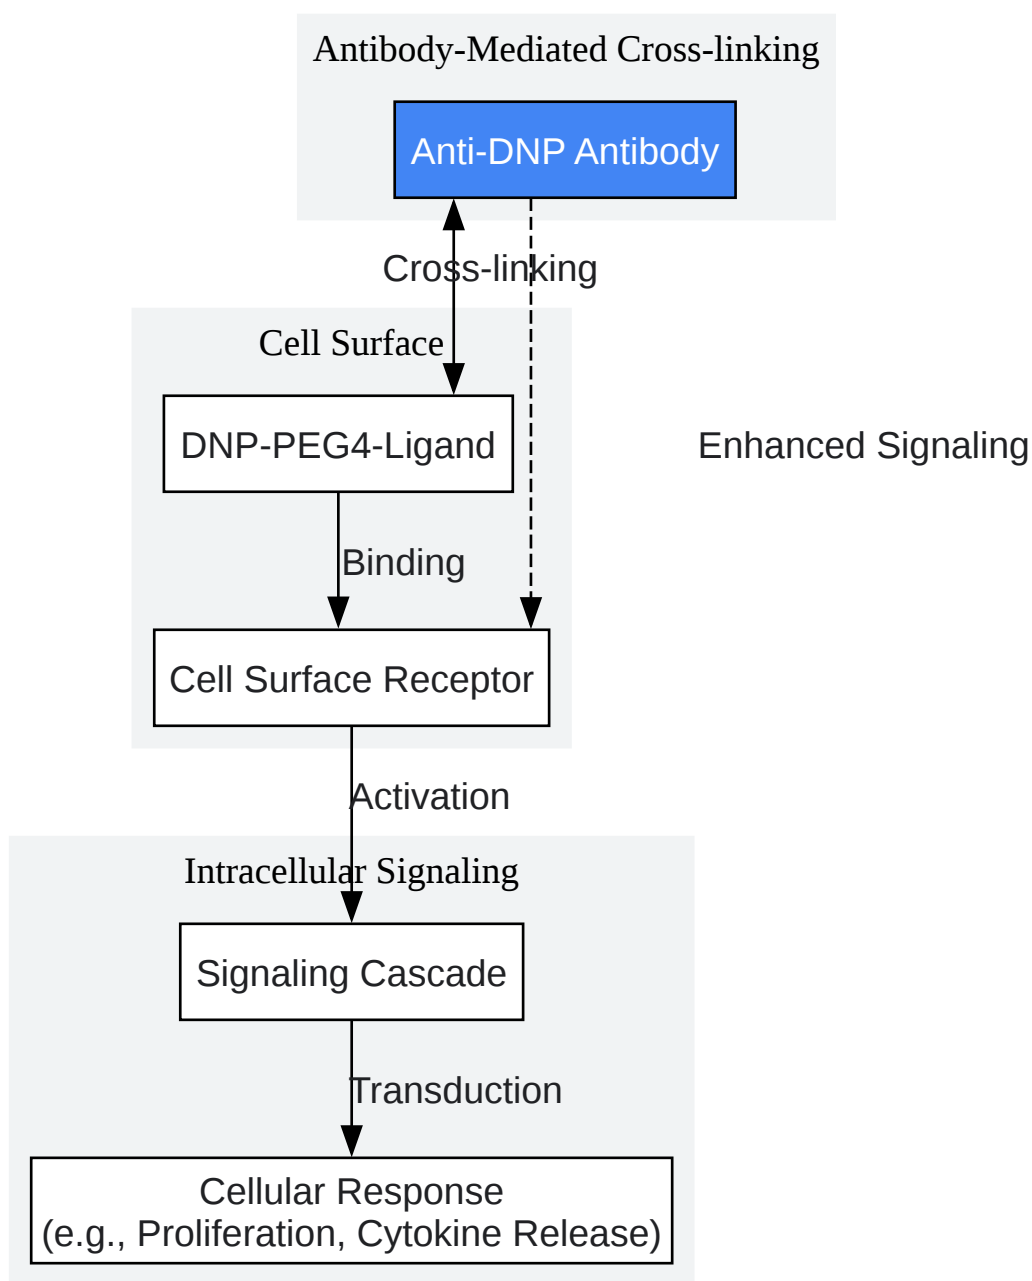 Antibody-Mediated Cross-linking
Anti-DNP Antibody
Cross-linking
Cell Surface
DNP-PEG4-Ligand
Enhanced Signaling
Binding
Cell Surface Receptor
Activation
Intracellular Signaling
Signaling Cascade
Transduction
Cellular Response
(e.g., Proliferation, Cytokine Release)